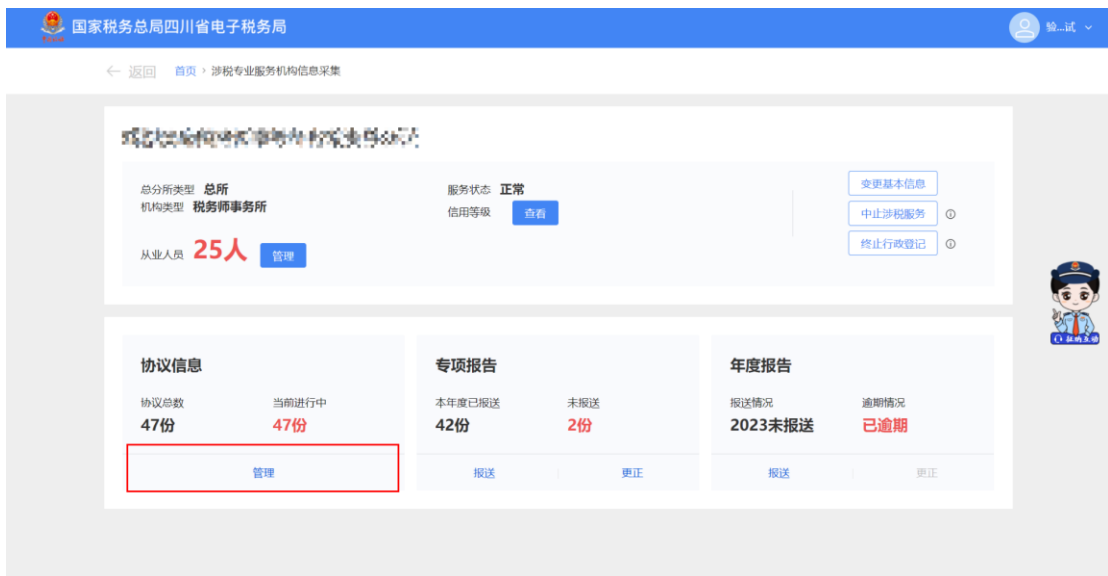 国家税务总局四川省电子税务局
验...试
返回 首页 > 涉税专业服务机构信息采集
总分所类型 总所
机构类型 税务师事务所
从业人员 25人 管理
服务状态 正常
信用等级 查看
变更基本信息
中止涉税服务
终止行政登记
征纳互动
协议信息
协议总数 当前进行中
47份 47份
管理
专项报告
本年度已报送 未报送
42份 2份
报送 更正
年度报告
报送情况 逾期情况
2023未报送 已逾期
报送 更正